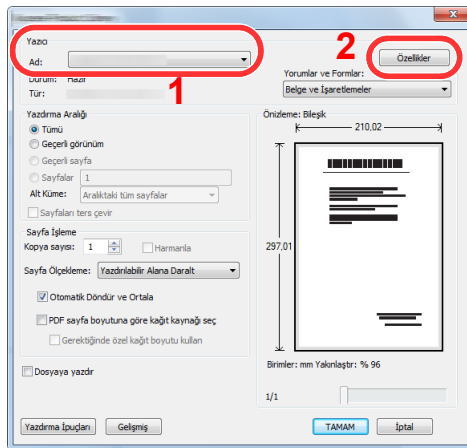 Yazıcı
Ad:
1
2
Özellikler
Durum: Hazır
Tür:
Yorumlar ve Formlar:
Belge ve İşaretlemeler
Yazdırma Aralığı
Tümü
Geçerli görünüm
Geçerli sayfa
Sayfalar 1
Alt Küme: Aralıktaki tüm sayfalar
Sayfaları ters çevir
Sayfa İşleme
Kopya sayısı: 1
Harmanla
Sayfa Ölçekleme: Yazdırılabilir Alana Daralt
Otomatik Döndür ve Ortala
PDF sayfa boyutuna göre kağıt kaynağı seç
Gerektiğinde özel kağıt boyutu kullan
Dosyaya yazdır
Önizleme: Bileşik
210,02
297,01
Birimler: mm Yakınlaştır: % 96
1/1
Yazdırma İpuçları
Gelişmiş
TAMAM
İptal